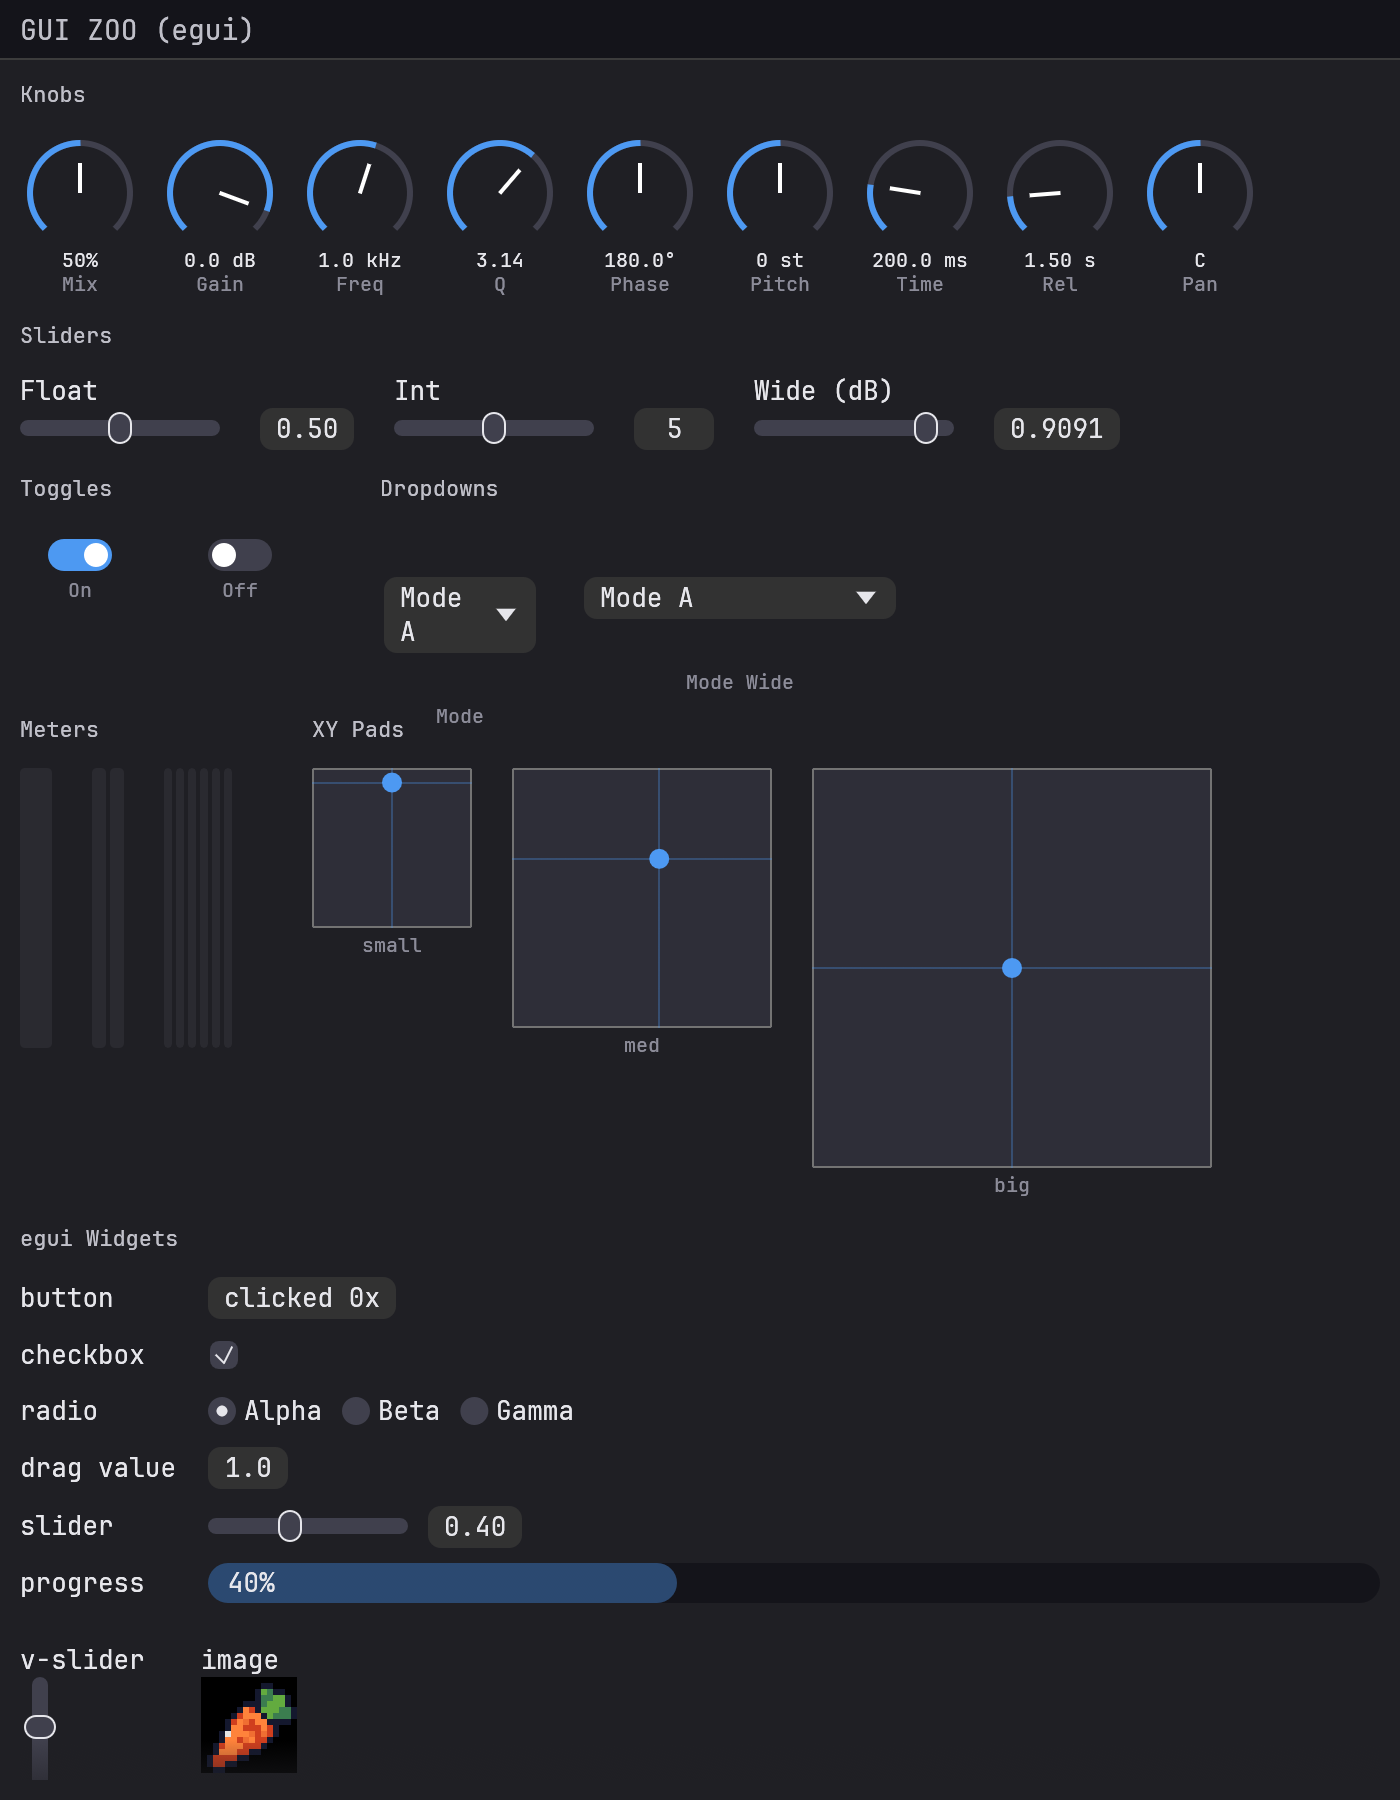 GUI ZOO (egui)
Knobs
50% 0.0 dB 1.0 kHz 3.14 180.0° 0 st 200.0 ms 1.50 s C
Mix Gain Freq Q Phase Pitch Time Rel Pan
Sliders
Float Int Wide (dB)
0.50 5 0.9091
Toggles Dropdowns
On Off
Mode
A
Mode A
Mode Wide
Mode
Meters XY Pads
small
med
big
egui Widgets
button clicked 0x
checkbox
radio Alpha Beta Gamma
drag value 1.0
slider 0.40
progress 40%
v-slider image